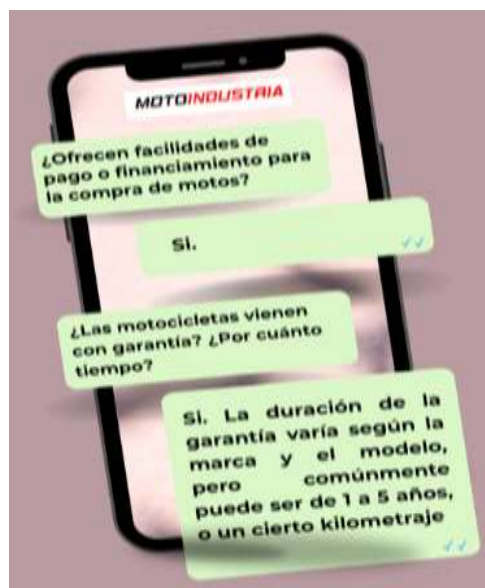 MOTOINDUSTRIA
¿Ofrecen facilidades de
pago o financiamiento para
la compra de motos?
Si.
¿Las motocicletas vienen
con garantía? ¿Por cuánto
tiempo?
Si. La duración de la
garantía varía según la
marca y el modelo,
pero comúnmente
puede ser de 1 a 5 años,
o un cierto kilometraje